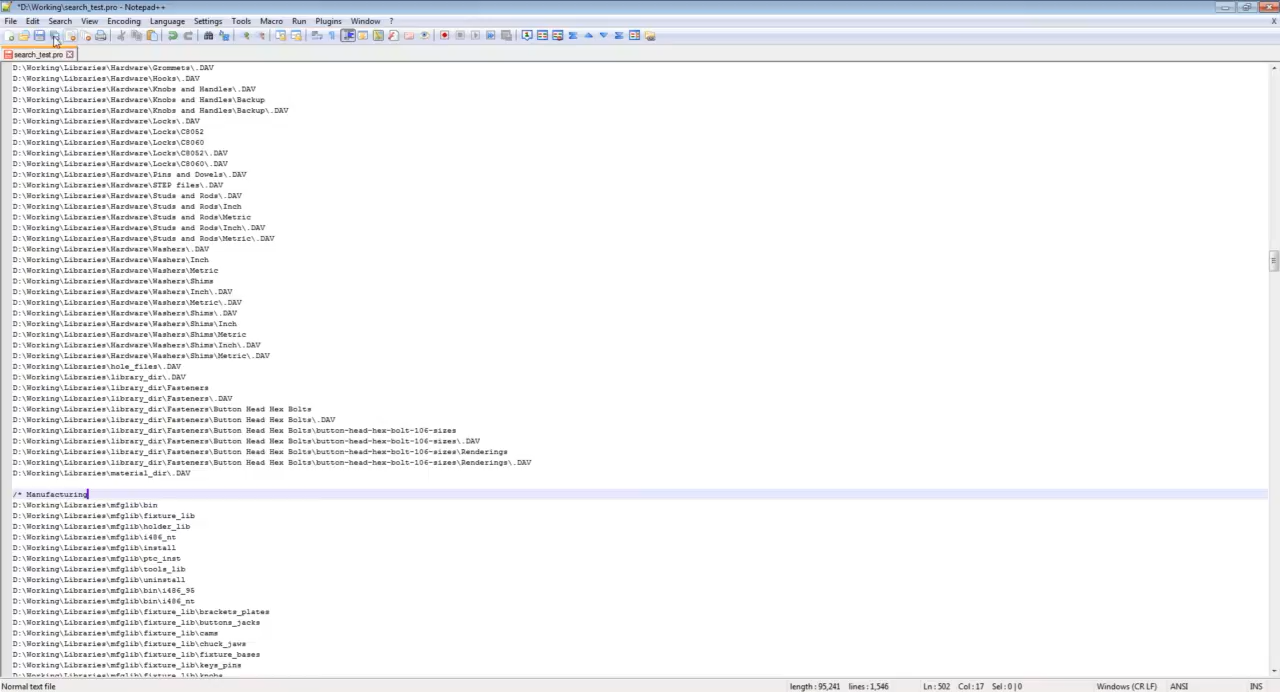 *D:\Working\search_test.pro - Notepad++
File Edit Search View Encoding Language Settings Tools Macro Run Plugins Window ? X
search_test.pro
D:\Working\Libraries\Hardware\Grommets\.DAV
D:\Working\Libraries\Hardware\Hooks\.DAV
D:\Working\Libraries\Hardware\Knobs and Handles\.DAV
D:\Working\Libraries\Hardware\Knobs and Handles\Backup
D:\Working\Libraries\Hardware\Knobs and Handles\Backup\.DAV
D:\Working\Libraries\Hardware\Locks\.DAV
D:\Working\Libraries\Hardware\Locks\C8052
D:\Working\Libraries\Hardware\Locks\C8060
D:\Working\Libraries\Hardware\Locks\C8052\.DAV
D:\Working\Libraries\Hardware\Locks\C8060\.DAV
D:\Working\Libraries\Hardware\Pins and Dowels\.DAV
D:\Working\Libraries\Hardware\STEP files\.DAV
D:\Working\Libraries\Hardware\Studs and Rods\.DAV
D:\Working\Libraries\Hardware\Studs and Rods\Inch
D:\Working\Libraries\Hardware\Studs and Rods\Metric
D:\Working\Libraries\Hardware\Studs and Rods\Inch\.DAV
D:\Working\Libraries\Hardware\Studs and Rods\Metric\.DAV
D:\Working\Libraries\Hardware\Washers\.DAV
D:\Working\Libraries\Hardware\Washers\Inch
D:\Working\Libraries\Hardware\Washers\Metric
D:\Working\Libraries\Hardware\Washers\Shims
D:\Working\Libraries\Hardware\Washers\Inch\.DAV
D:\Working\Libraries\Hardware\Washers\Metric\.DAV
D:\Working\Libraries\Hardware\Washers\Shims\.DAV
D:\Working\Libraries\Hardware\Washers\Shims\Inch
D:\Working\Libraries\Hardware\Washers\Shims\Metric
D:\Working\Libraries\Hardware\Washers\Shims\Inch\.DAV
D:\Working\Libraries\Hardware\Washers\Shims\Metric\.DAV
D:\Working\Libraries\hole_files\.DAV
D:\Working\Libraries\library_dir\.DAV
D:\Working\Libraries\library_dir\Fasteners
D:\Working\Libraries\library_dir\Fasteners\.DAV
D:\Working\Libraries\library_dir\Fasteners\Button Head Hex Bolts
D:\Working\Libraries\library_dir\Fasteners\Button Head Hex Bolts\.DAV
D:\Working\Libraries\library_dir\Fasteners\Button Head Hex Bolts\button-head-hex-bolt-106-sizes
D:\Working\Libraries\library_dir\Fasteners\Button Head Hex Bolts\button-head-hex-bolt-106-sizes\.DAV
D:\Working\Libraries\library_dir\Fasteners\Button Head Hex Bolts\button-head-hex-bolt-106-sizes\Renderings
D:\Working\Libraries\library_dir\Fasteners\Button Head Hex Bolts\button-head-hex-bolt-106-sizes\Renderings\.DAV
D:\Working\Libraries\material_dir\.DAV
/* Manufacturing
D:\Working\Libraries\mfglib\bin
D:\Working\Libraries\mfglib\fixture_lib
D:\Working\Libraries\mfglib\holder_lib
D:\Working\Libraries\mfglib\i486_nt
D:\Working\Libraries\mfglib\install
D:\Working\Libraries\mfglib\ptc_inst
D:\Working\Libraries\mfglib\tools_lib
D:\Working\Libraries\mfglib\uninstall
D:\Working\Libraries\mfglib\bin\i486_95
D:\Working\Libraries\mfglib\bin\i486_nt
D:\Working\Libraries\mfglib\fixture_lib\brackets_plates
D:\Working\Libraries\mfglib\fixture_lib\buttons_jacks
D:\Working\Libraries\mfglib\fixture_lib\cams
D:\Working\Libraries\mfglib\fixture_lib\chuck_jaws
D:\Working\Libraries\mfglib\fixture_lib\fixture_bases
D:\Working\Libraries\mfglib\fixture_lib\keys_pins
D:\Working\Libraries\mfglib\fixture_lib\knobs
Normal text file length : 95,241 lines : 1,546 Ln : 502 Col : 17 Sel : 0 | 0 Windows (CR LF) ANSI INS